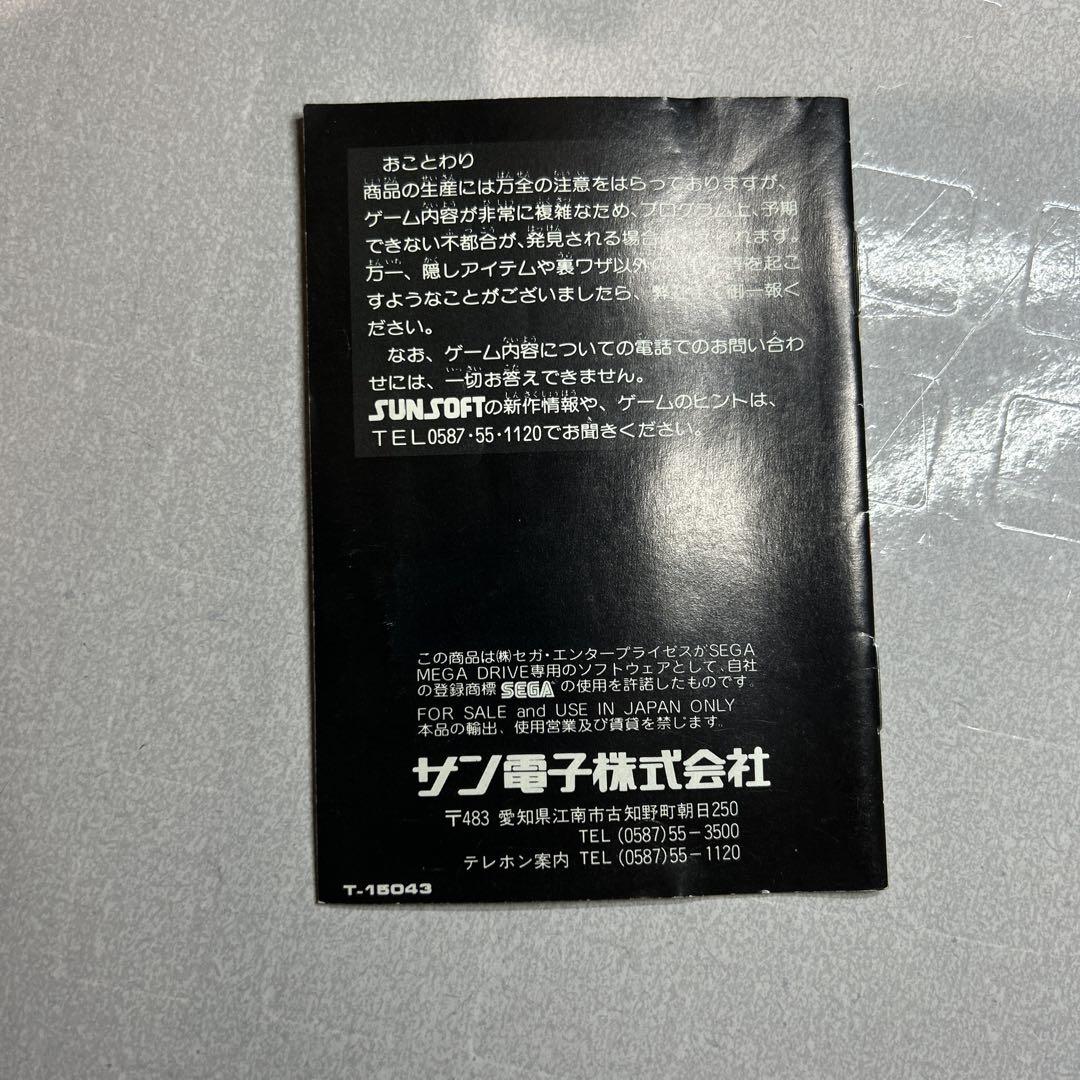 おことわり
商品の生産には万全の注意をはらっておりますが、
ゲーム内容が非常に複雑なため、プログラム上、予期
できない不都合が、発見される場合 れます。
万一、隠しアイテムや裏ワザ以外の を起こ
すようなことがございましたら、 御一報く
ださい。
なお、ゲーム内容についての電話でのお問い合わ
せには、一切お答えできません。
SUNSOFTの新作情報や、ゲームのヒントは、
TEL0587・55・1120でお聞きください。
この商品は㈱セガ・エンタープライゼスがSEGA
MEGA DRIVE専用のソフトウェアとして、自社
の登録商標 SEGA の使用を許諾したものです。
FOR SALE and USE IN JAPAN ONLY
本品の輸出、使用営業及び賃貸を禁じます。
サン電子株式会社
〒483 愛知県江南市古知野町朝日250
TEL (0587)55−3500
テレホン案内 TEL (0587)55−1120
T-15043